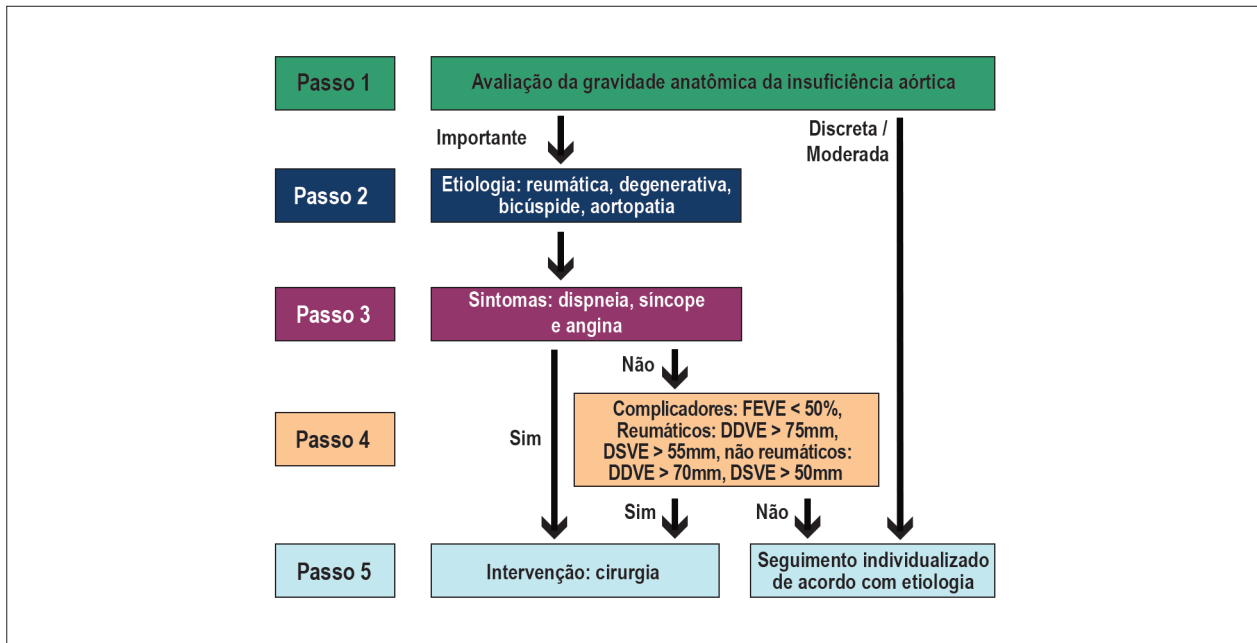 Passo 1
Avaliação da gravidade anatômica da insuficiência aórtica
Importante
Discreta /
Moderada
Passo 2
Etiologia: reumática, degenerativa,
bicúspide, aortopatia
Passo 3
Sintomas: dispneia, síncope
e angina
Não
Sim
Passo 4
Complicadores: FEVE < 50%,
Reumáticos: DDVE > 75mm,
DSVE > 55mm, não reumáticos:
DDVE > 70mm, DSVE > 50mm
Sim
Não
Passo 5
Intervenção: cirurgia
Seguimento individualizado
de acordo com etiologia